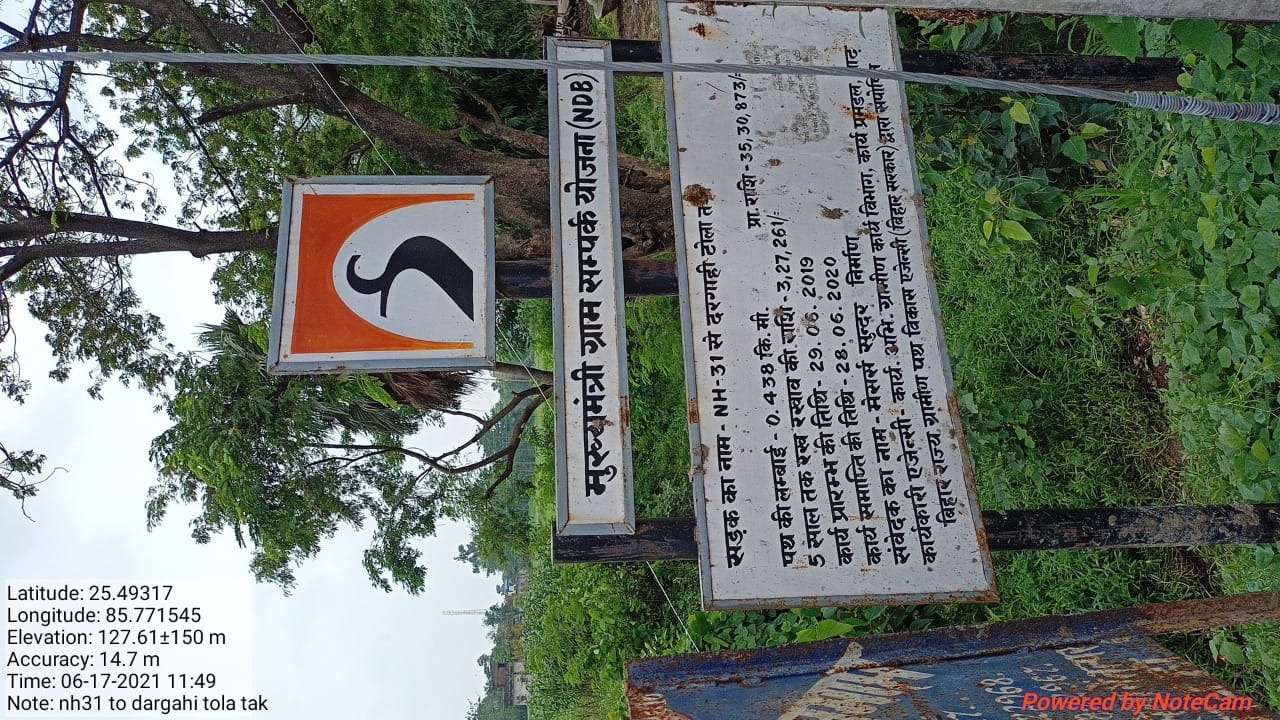 मुख्यमंत्री ग्राम सम्पर्क योजना (NDB)
सड़क का नाम - NH-31 से दरगाही टोला त
पथ की लम्बाई - 0.438 कि. मी. प्रा. राशि - 35,30,873/-
5 साल तक रख रखाव की राशि - 3,27,261/-
कार्य प्रारम्भ की तिथि - 29.06.2019
कार्य समाप्ति की तिथि - 28.06.2020
संवेदक का नाम - मेसर्स सुन्दर निर्माण
कार्यकारी एजेन्सी - कार्य. अभि. ग्रामीण कार्य विभाग, कार्य प्रमंडल,
बिहार राज्य ग्रामीण पथ विकास एजेन्सी (बिहार सरकार) द्वारा संपोषित
Latitude: 25.49317
Longitude: 85.771545
Elevation: 127.61±150 m
Accuracy: 14.7 m
Time: 06-17-2021 11:49
Note: nh31 to dargahi tola tak
Powered by NoteCam